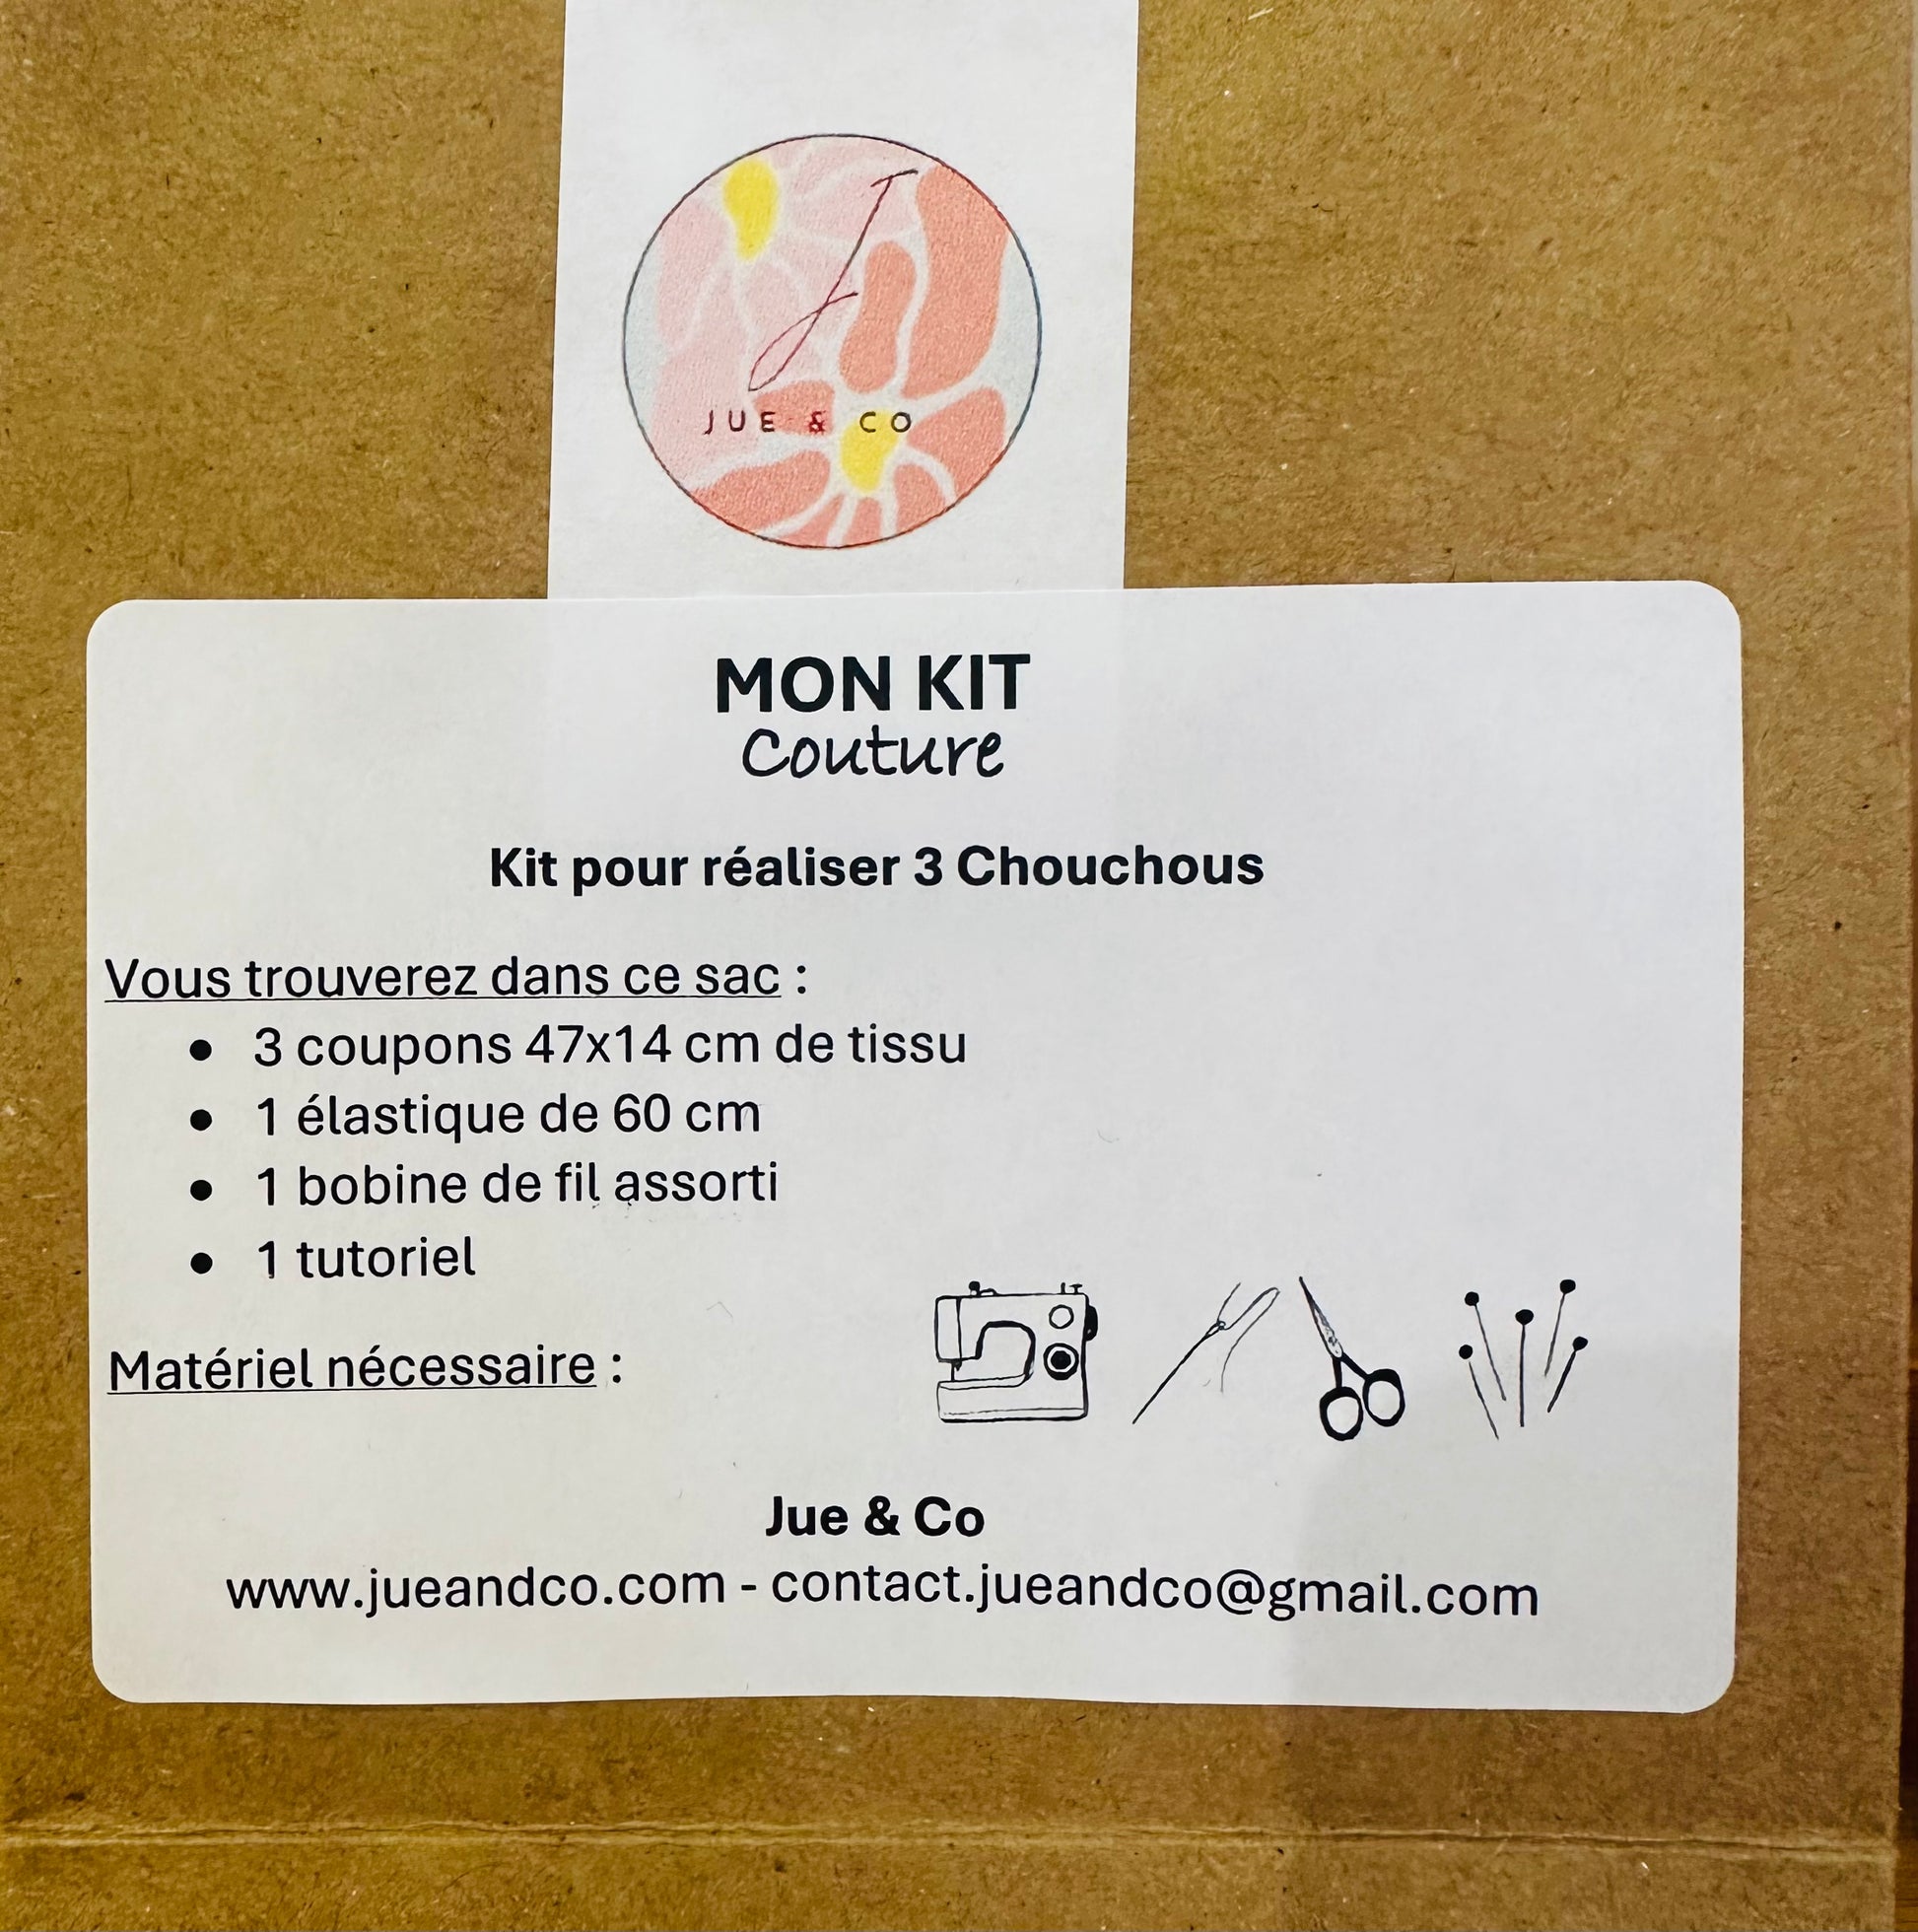 J
JUE & CO
MON KIT
Couture
Kit pour réaliser 3 Chouchous
Vous trouverez dans ce sac :
• 3 coupons 47x14 cm de tissu
• 1 élastique de 60 cm
• 1 bobine de fil assorti
• 1 tutoriel
Matériel nécessaire :
Jue & Co
www.jueandco.com - contact.jueandco@gmail.com